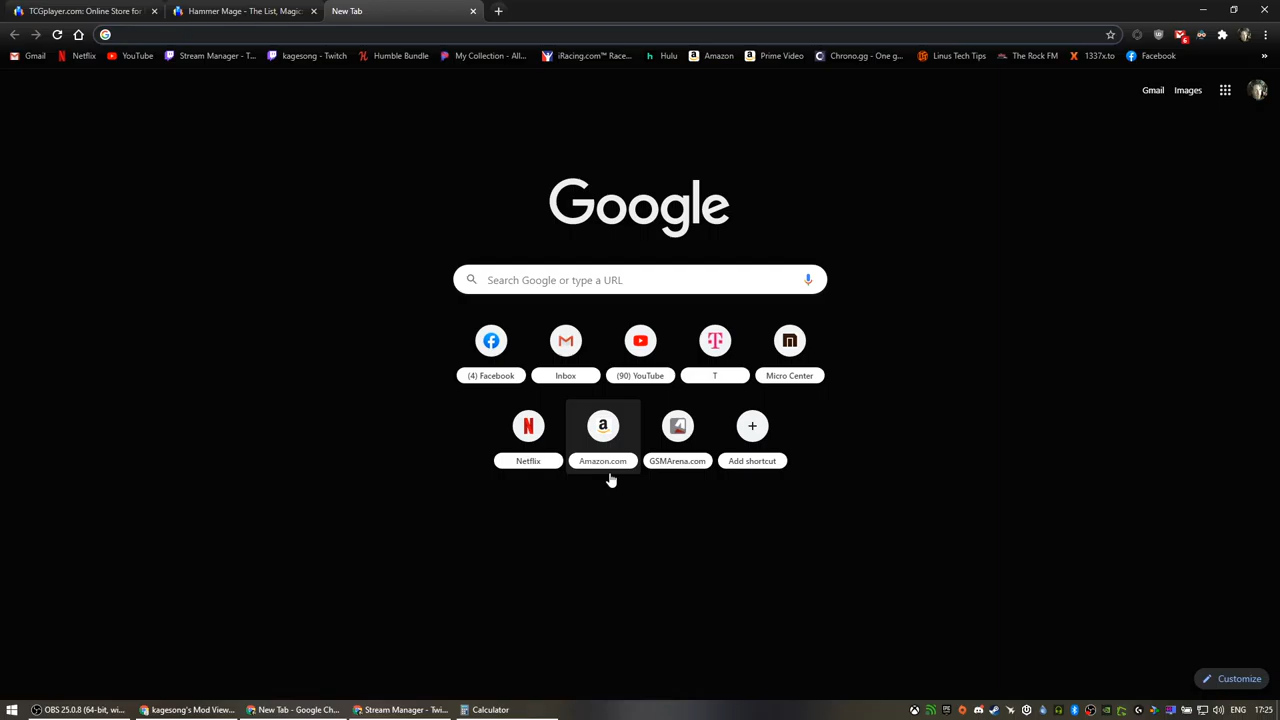 TCGplayer.com: Online Store for
Hammer Mage - The List, Magic
New Tab
Gmail
Netflix
YouTube
Stream Manager - T...
kagesong - Twitch
Humble Bundle
My Collection - All...
iRacing.com™ Race...
Hulu
Amazon
Prime Video
Chrono.gg - One g...
Linus Tech Tips
The Rock FM
1337x.to
Facebook
»
Gmail
Images
Google
Search Google or type a URL
(4) Facebook
Inbox
(90) YouTube
T
Micro Center
Netflix
Amazon.com
GSMArena.com
Add shortcut
Customize
OBS 25.0.8 (64-bit, wi...
kagesong's Mod View...
New Tab - Google Ch...
Stream Manager - Twi...
Calculator
ENG
17:25